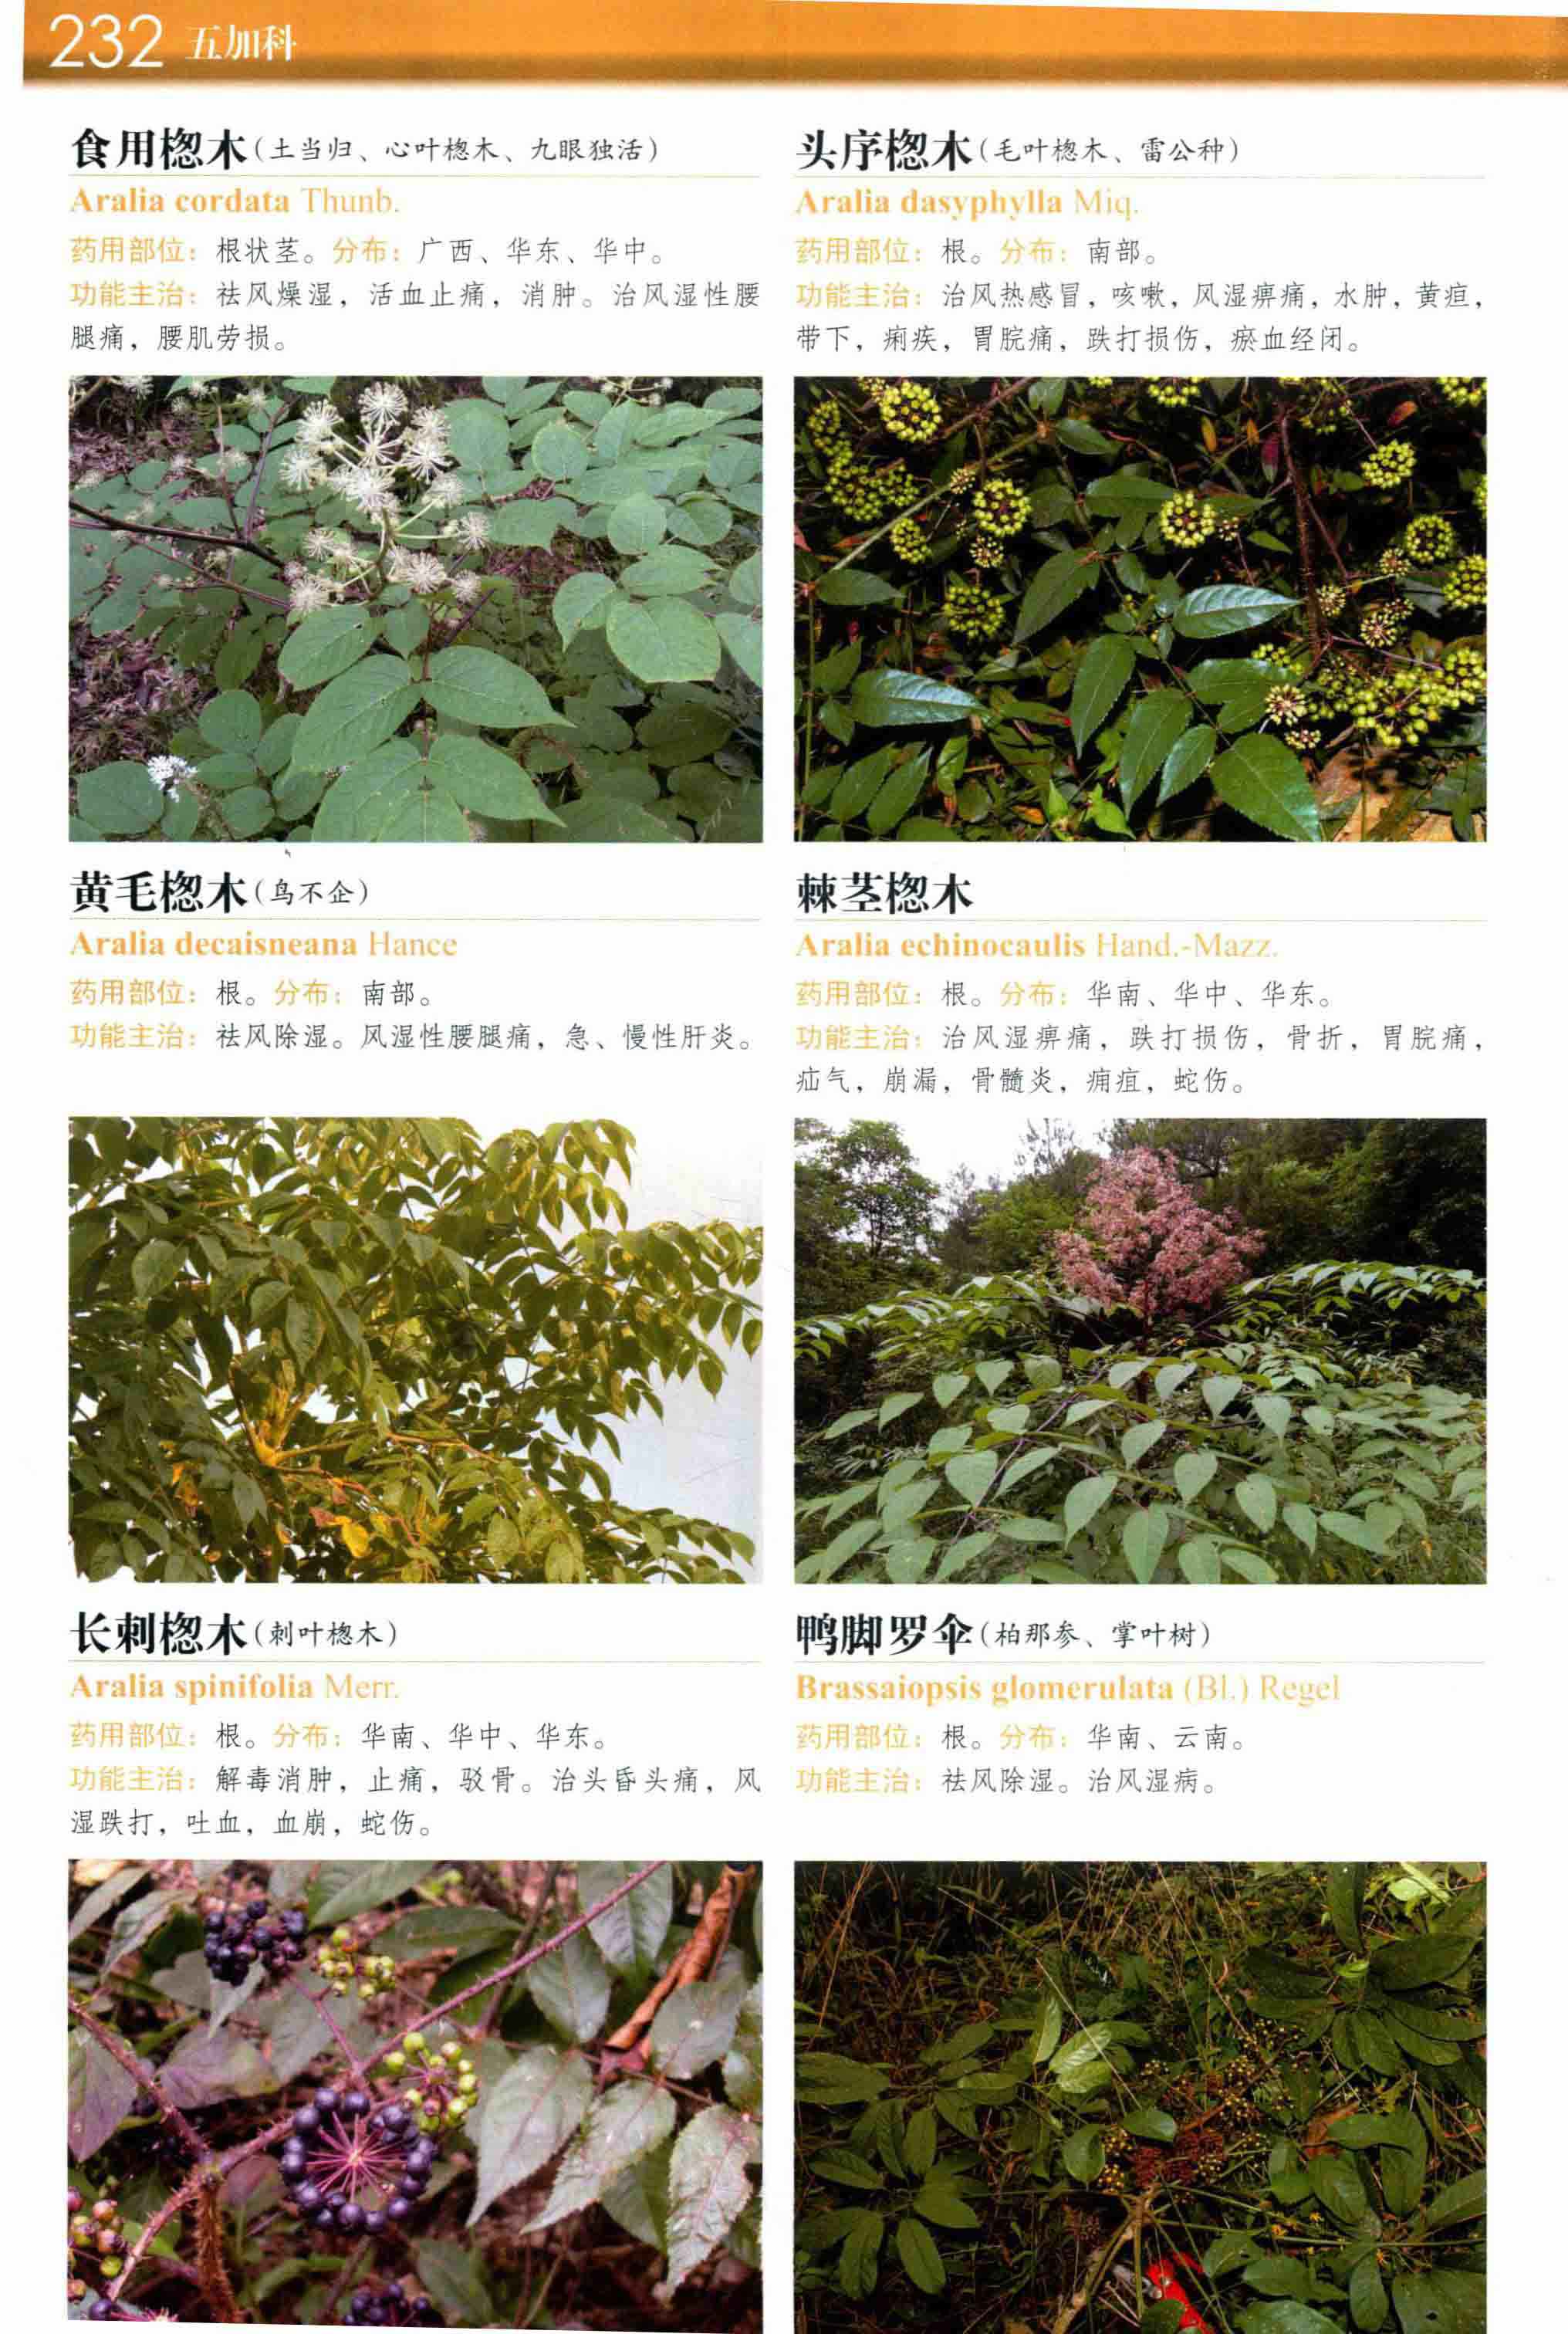 232 五加科
食用楤木（土当归、心叶楤木、九眼独活）
Aralia cordata Thunb.
药用部位：根状茎。分布：广西、华东、华中。
功能主治：祛风燥湿，活血止痛，消肿。治风湿性腰
腿痛，腰肌劳损。
头序楤木（毛叶楤木、雷公种）
Aralia dasyphylla Miq.
药用部位：根。分布：南部。
功能主治：治风热感冒，咳嗽，风湿痹痛，水肿，黄疸，
带下，痢疾，胃脘痛，跌打损伤，瘀血经闭。
黄毛楤木（鸟不企）
Aralia decaisneana Hance
药用部位：根。分布：南部。
功能主治：祛风除湿。风湿性腰腿痛，急、慢性肝炎。
棘茎楤木
Aralia echinocaulis Hand.-Mazz.
药用部位：根。分布：华南、华中、华东。
功能主治：治风湿痹痛，跌打损伤，骨折，胃脘痛，
疝气，崩漏，骨髓炎，痈疽，蛇伤。
长刺楤木（刺叶楤木）
Aralia spinifolia Merr.
药用部位：根。分布：华南、华中、华东。
功能主治：解毒消肿，止痛，驳骨。治头昏头痛，风
湿跌打，吐血，血崩，蛇伤。
鸭脚罗伞（柏那参、掌叶树）
Brassaiopsis glomerulata (Bl.) Regel
药用部位：根。分布：华南、云南。
功能主治：祛风除湿。治风湿病。